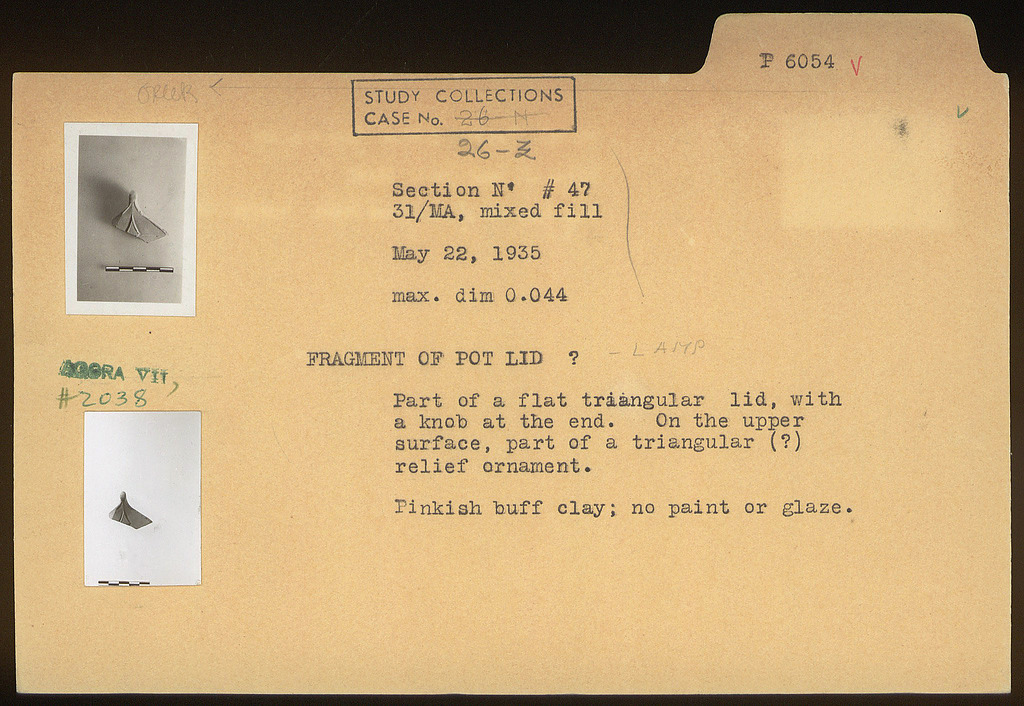 P 6054 V
GREEK
STUDY COLLECTIONS
CASE No. 26 N
26-Ξ
Section N• # 47
31/MA, mixed fill
May 22, 1935
max. dim 0.044
FRAGMENT OF POT LID ? - LAMP
AGORA VII,
#2038
Part of a flat triangular lid, with
a knob at the end. On the upper
surface, part of a triangular (?)
relief ornament.
Pinkish buff clay; no paint or glaze.